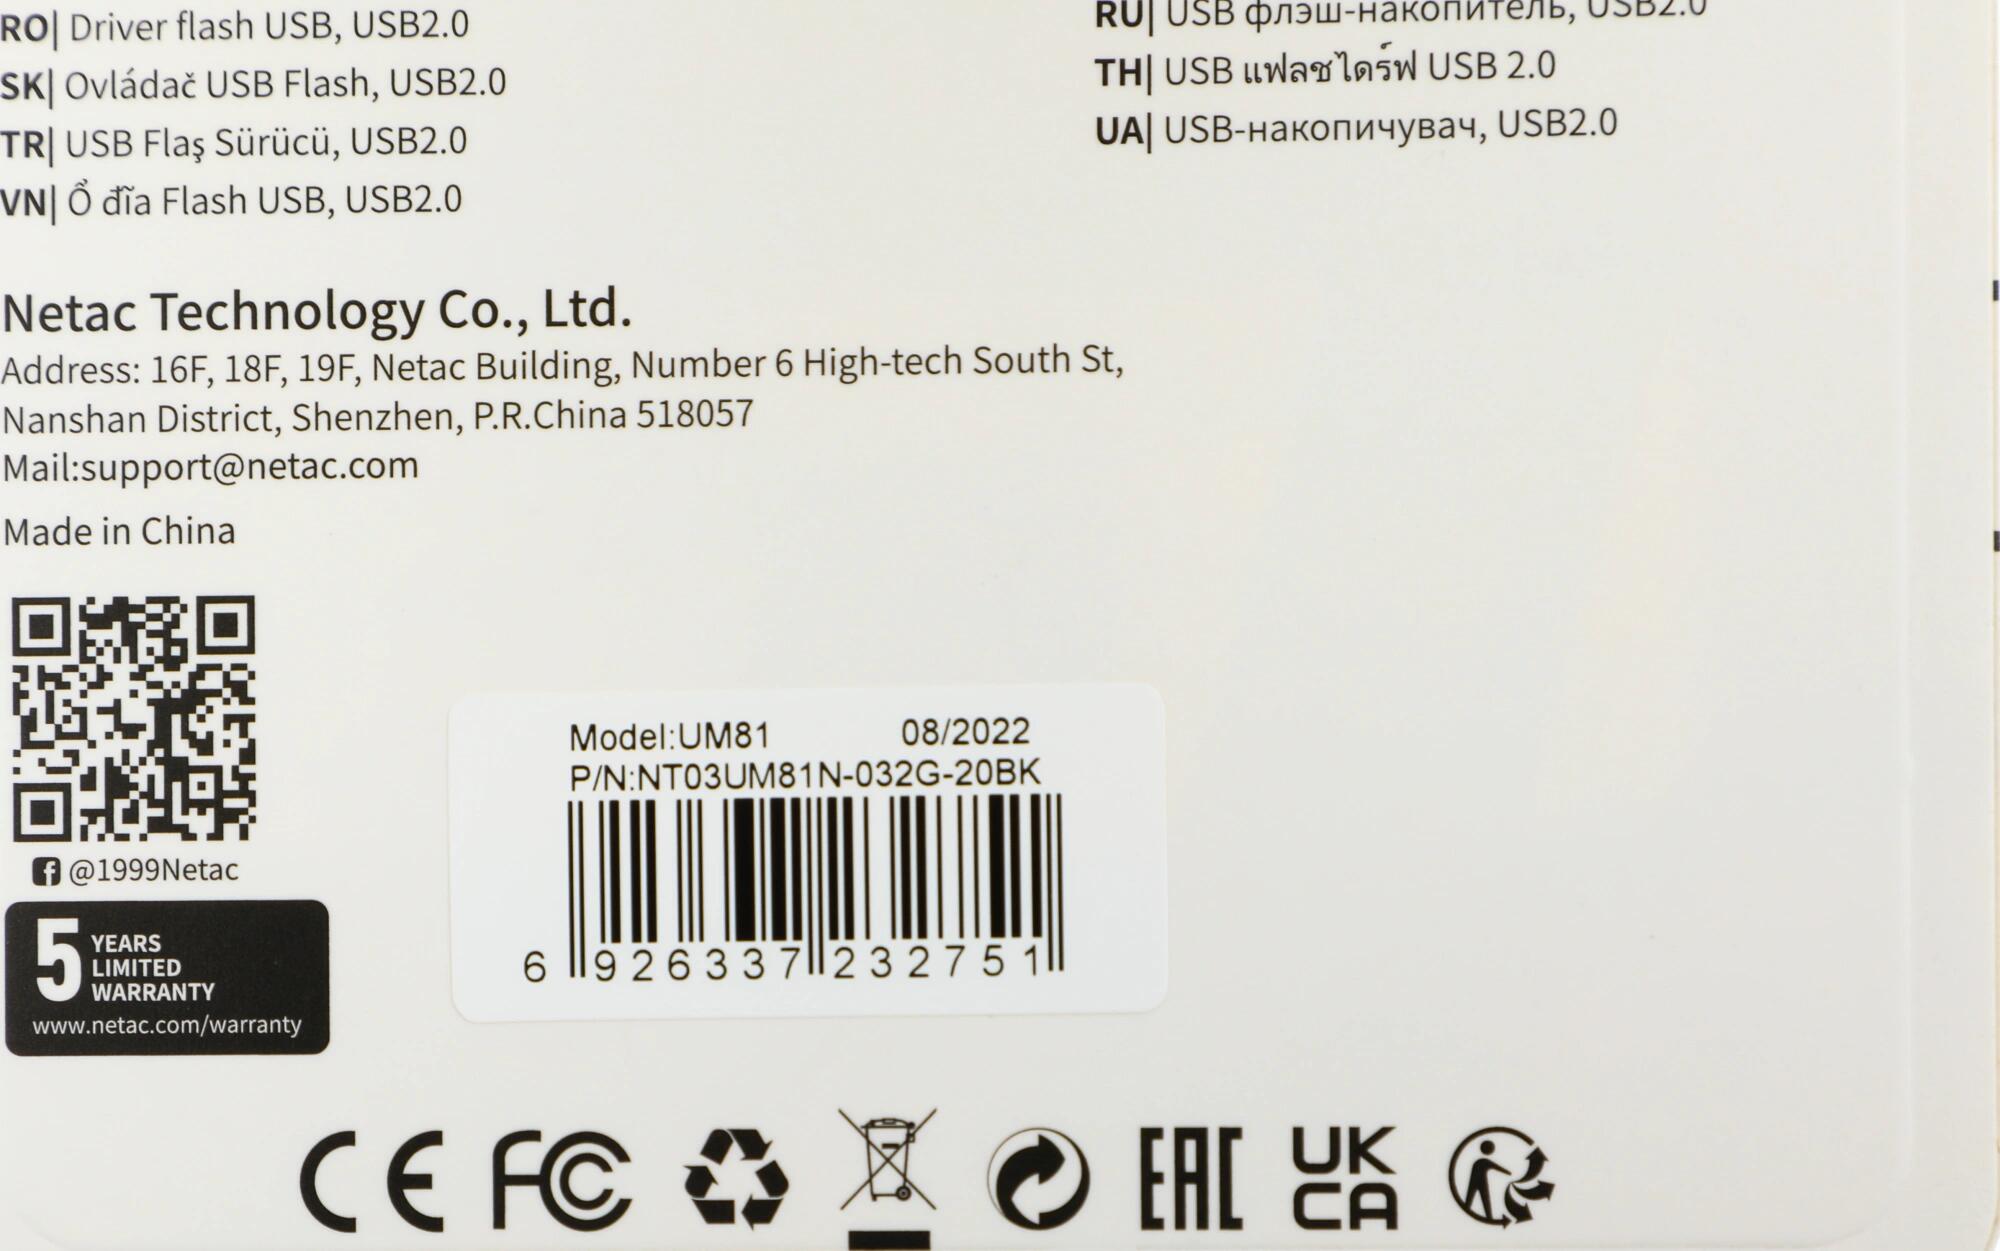 RO| Driver flash USB, USB2.0
SK| Ovládač USB Flash, USB2.0
TR| USB Flaş Sürücü, USB2.0
VN| Ổ đĩa Flash USB, USB2.0
RU| USB флэш-накопитель, USB2.0
TH| USB แฟลชไดร์ฟ USB 2.0
UA| USB-накопичувач, USB2.0
Netac Technology Co., Ltd.
Address: 16F, 18F, 19F, Netac Building, Number 6 High-tech South St,
Nanshan District, Shenzhen, P.R.China 518057
Mail:support@netac.com
Made in China
@1999Netac
5 YEARS
LIMITED
WARRANTY
www.netac.com/warranty
Model:UM81 08/2022
P/N:NT03UM81N-032G-20BK
6 926337 232751
CE FC EAC UK
CA